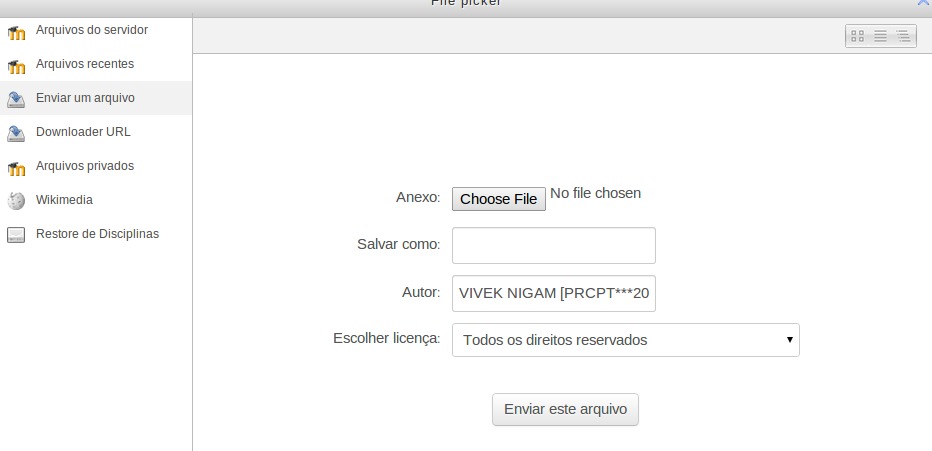 File picker
Arquivos do servidor
Arquivos recentes
Enviar um arquivo
Downloader URL
Arquivos privados
Wikimedia
Restore de Disciplinas
Anexo: Choose File No file chosen
Salvar como:
Autor: VIVEK NIGAM [PRCPT***20
Escolher licença: Todos os direitos reservados
Enviar este arquivo